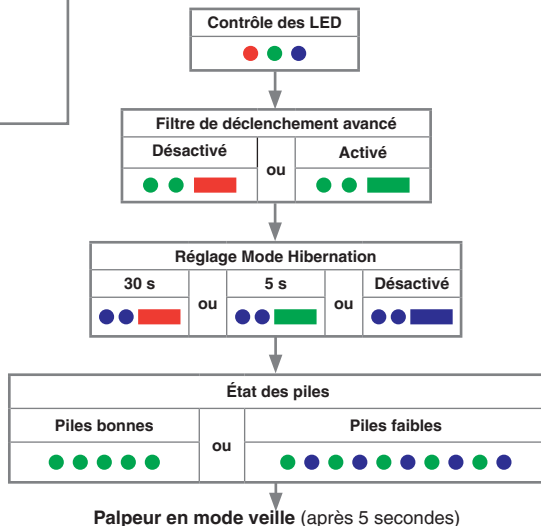 Contrôle des LED
Filtre de déclenchement avancé
Désactivé ou Activé
Réglage Mode Hibernation
30 s ou 5 s ou Désactivé
État des piles
Piles bonnes ou Piles faibles
Palpeur en mode veille (après 5 secondes)